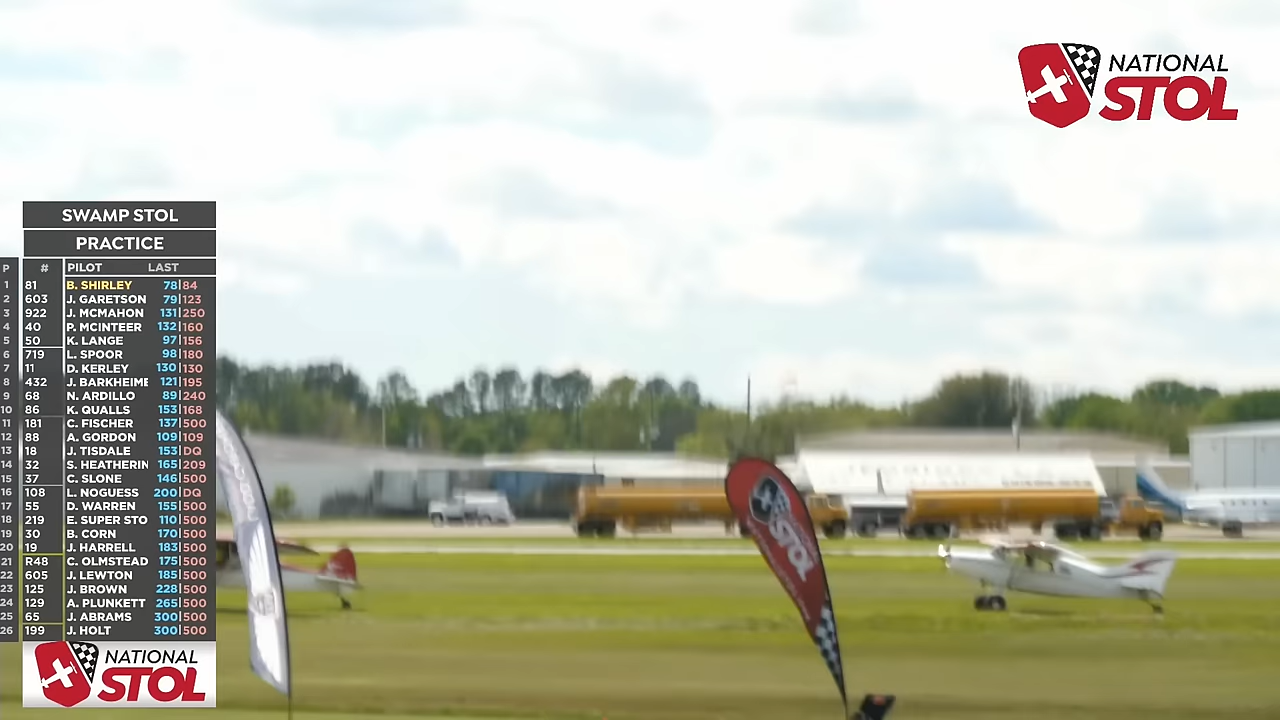 NATIONAL
STOL
SWAMP STOL
PRACTICE
P # PILOT LAST
1 81 B. SHIRLEY 78|84
2 603 J. GARETSON 79|123
3 922 J. MCMAHON 131|250
4 40 P. MCINTEER 132|160
5 50 K. LANGE 97|156
6 719 L. SPOOR 98|180
7 11 D. KERLEY 130|130
8 432 J. BARKHEIME 121|195
9 68 N. ARDILLO 89|240
10 86 K. QUALLS 153|168
11 181 C. FISCHER 137|500
12 88 A. GORDON 109|109
13 18 J. TISDALE 153|DQ
14 32 S. HEATHERIN 165|209
15 37 C. SLONE 146|500
16 108 L. NOGUESS 200|DQ
17 55 D. WARREN 155|500
18 219 E. SUPER STO 110|500
19 30 B. CORN 170|500
20 19 J. HARRELL 183|500
21 R48 C. OLMSTEAD 175|500
22 605 J. LEWTON 185|500
23 125 J. BROWN 228|500
24 129 A. PLUNKETT 265|500
25 65 J. ABRAMS 300|500
26 199 J. HOLT 300|500
NATIONAL
STOL
STOL